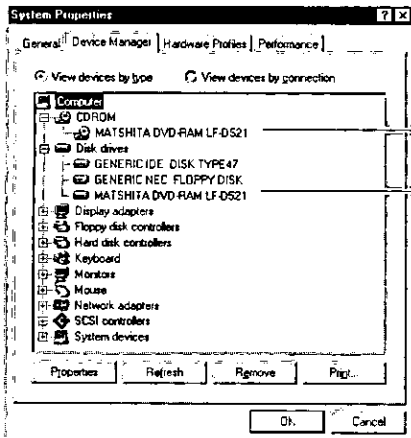 System Properties
General Device Manager Hardware Profiles Performance
View devices by type View devices by connection
Computer
CDROM
MATSHITA DVD-RAM LF-D521
Disk drives
GENERIC IDE DISK TYPE47
GENERIC NEC FLOPPY DISK
MATSHITA DVD-RAM LF-D521
Display adapters
Floppy disk controllers
Hard disk controllers
Keyboard
Monitors
Mouse
Network adapters
SCSI controllers
System devices
Properties Refresh Remove Print...
OK Cancel